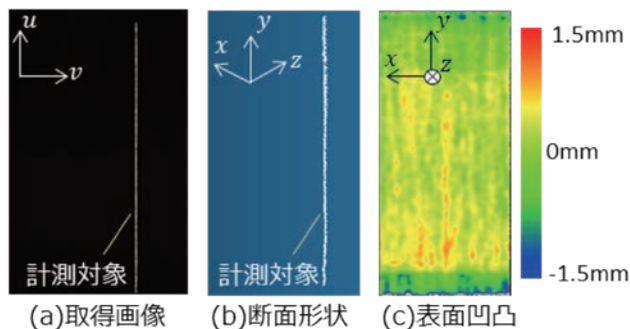 u
v
計測対象
(a)取得画像
y
x
z
計測対象
(b)断面形状
y
x
z
(c)表面凹凸
1.5mm
0mm
-1.5mm